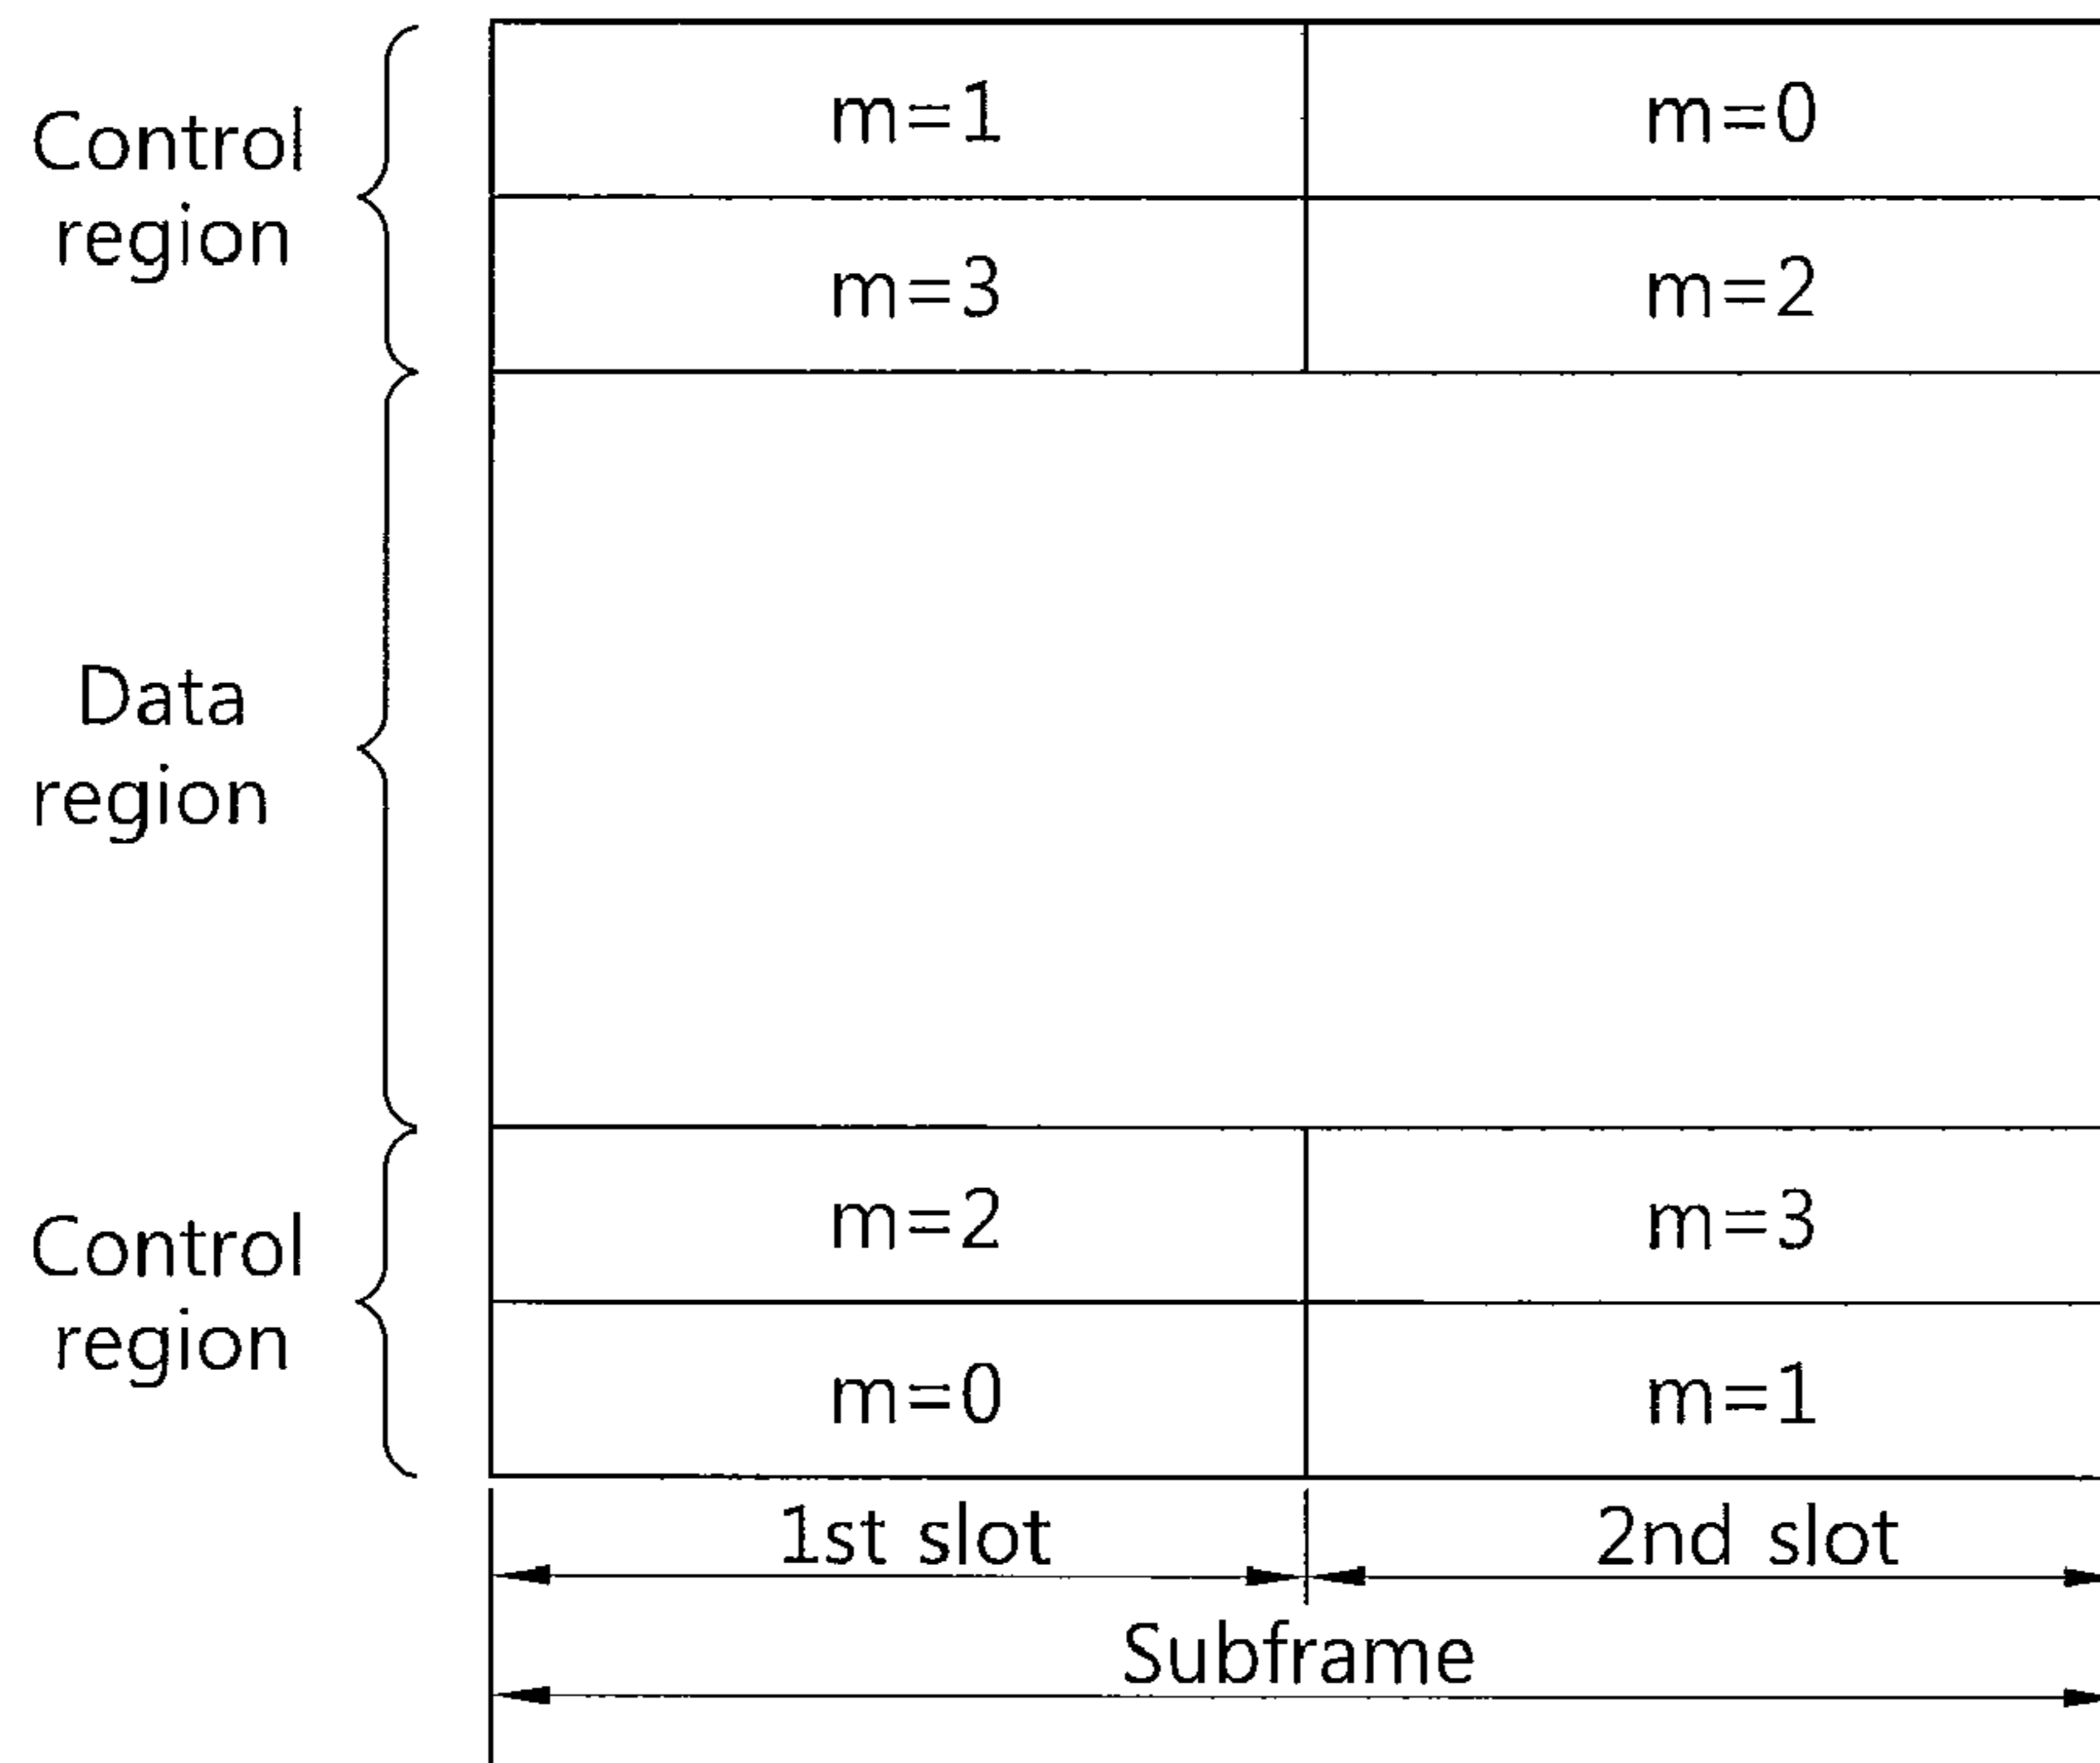 Control
region
m=1
m=0
m=3
m=2
Data
region
Control
region
m=2
m=3
m=0
m=1
1st slot
2nd slot
Subframe